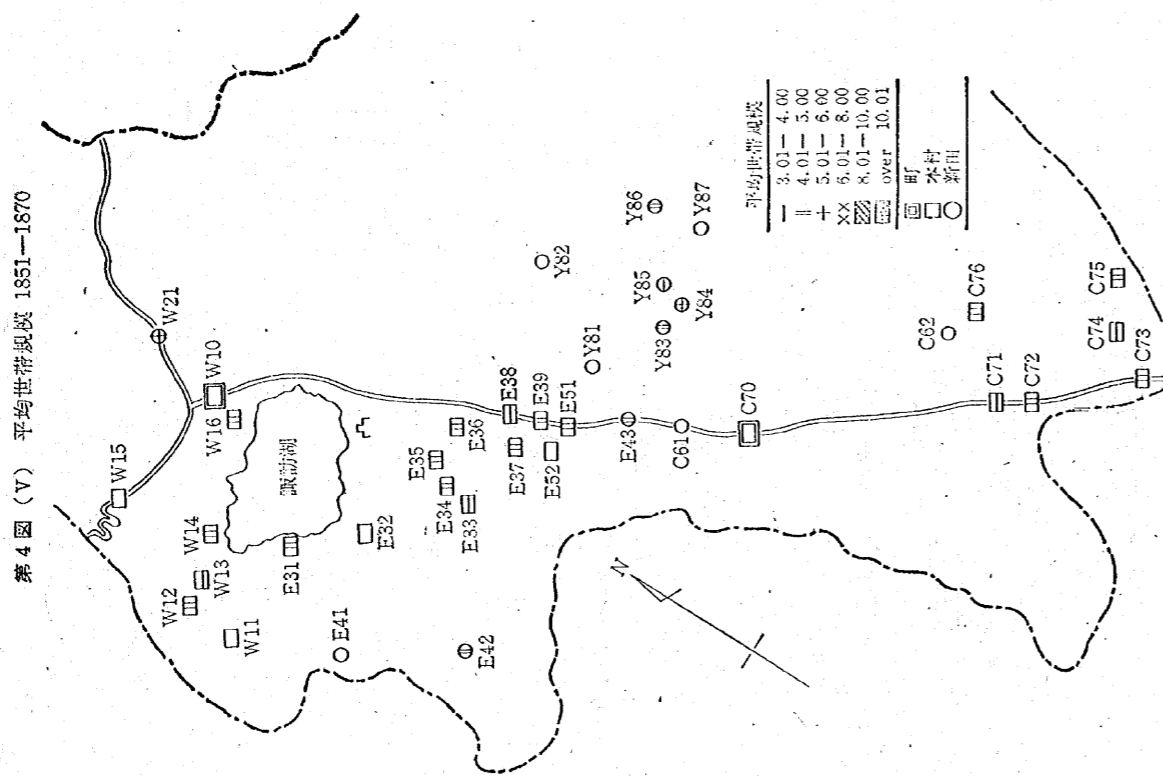 第4図 (V) 平均世帯規模 1851—1870
W15
W21
W10
W16
W14
W13
W12
W11
諏訪湖
E31
E32
E41
E42
E35
E36
E34
E33
E38
E37
E39
E52
E51
E43
C61
C70
Y81
Y82
Y83
Y84
Y85
Y86
Y87
C62
C76
C71
C72
C74
C75
C73
N
平均世帯規模
3.01— 4.00
4.01— 5.00
5.01— 6.00
6.01— 8.00
8.01—10.00
over 10.01
町
本村
新田